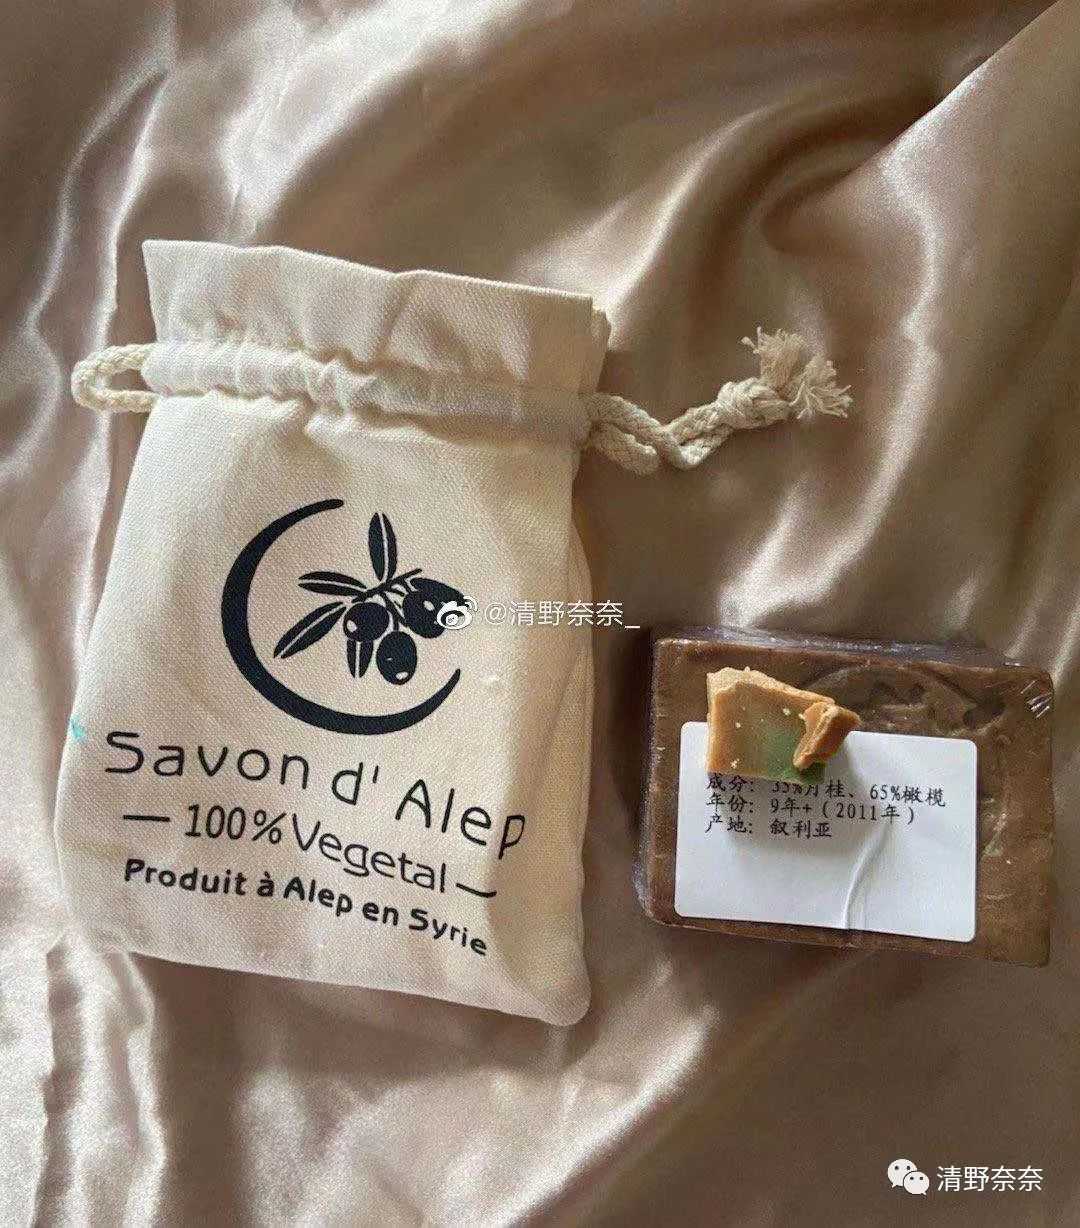 Savon d' Alep
100% Vegetal
Produit à Alep en Syrie
@清野奈奈_
成分: 35%月桂、65%橄榄
年份: 9年+(2011年)
产地: 叙利亚
清野奈奈